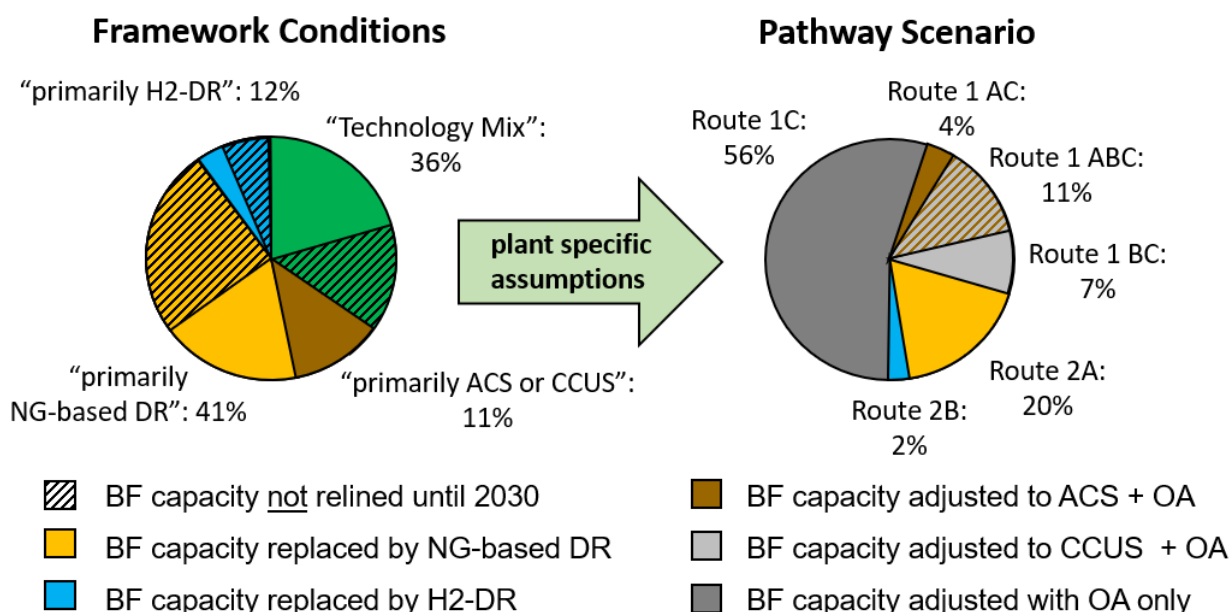 Framework Conditions
“primarily H2-DR”: 12%
“Technology Mix”:
36%
“primarily
NG-based DR”: 41%
“primarily ACS or CCUS”:
11%
plant specific
assumptions
Pathway Scenario
Route 1 AC:
4%
Route 1C:
56%
Route 1 ABC:
11%
Route 1 BC:
7%
Route 2A:
20%
Route 2B:
2%
BF capacity not relined until 2030
BF capacity replaced by NG-based DR
BF capacity replaced by H2-DR
BF capacity adjusted to ACS + OA
BF capacity adjusted to CCUS + OA
BF capacity adjusted with OA only